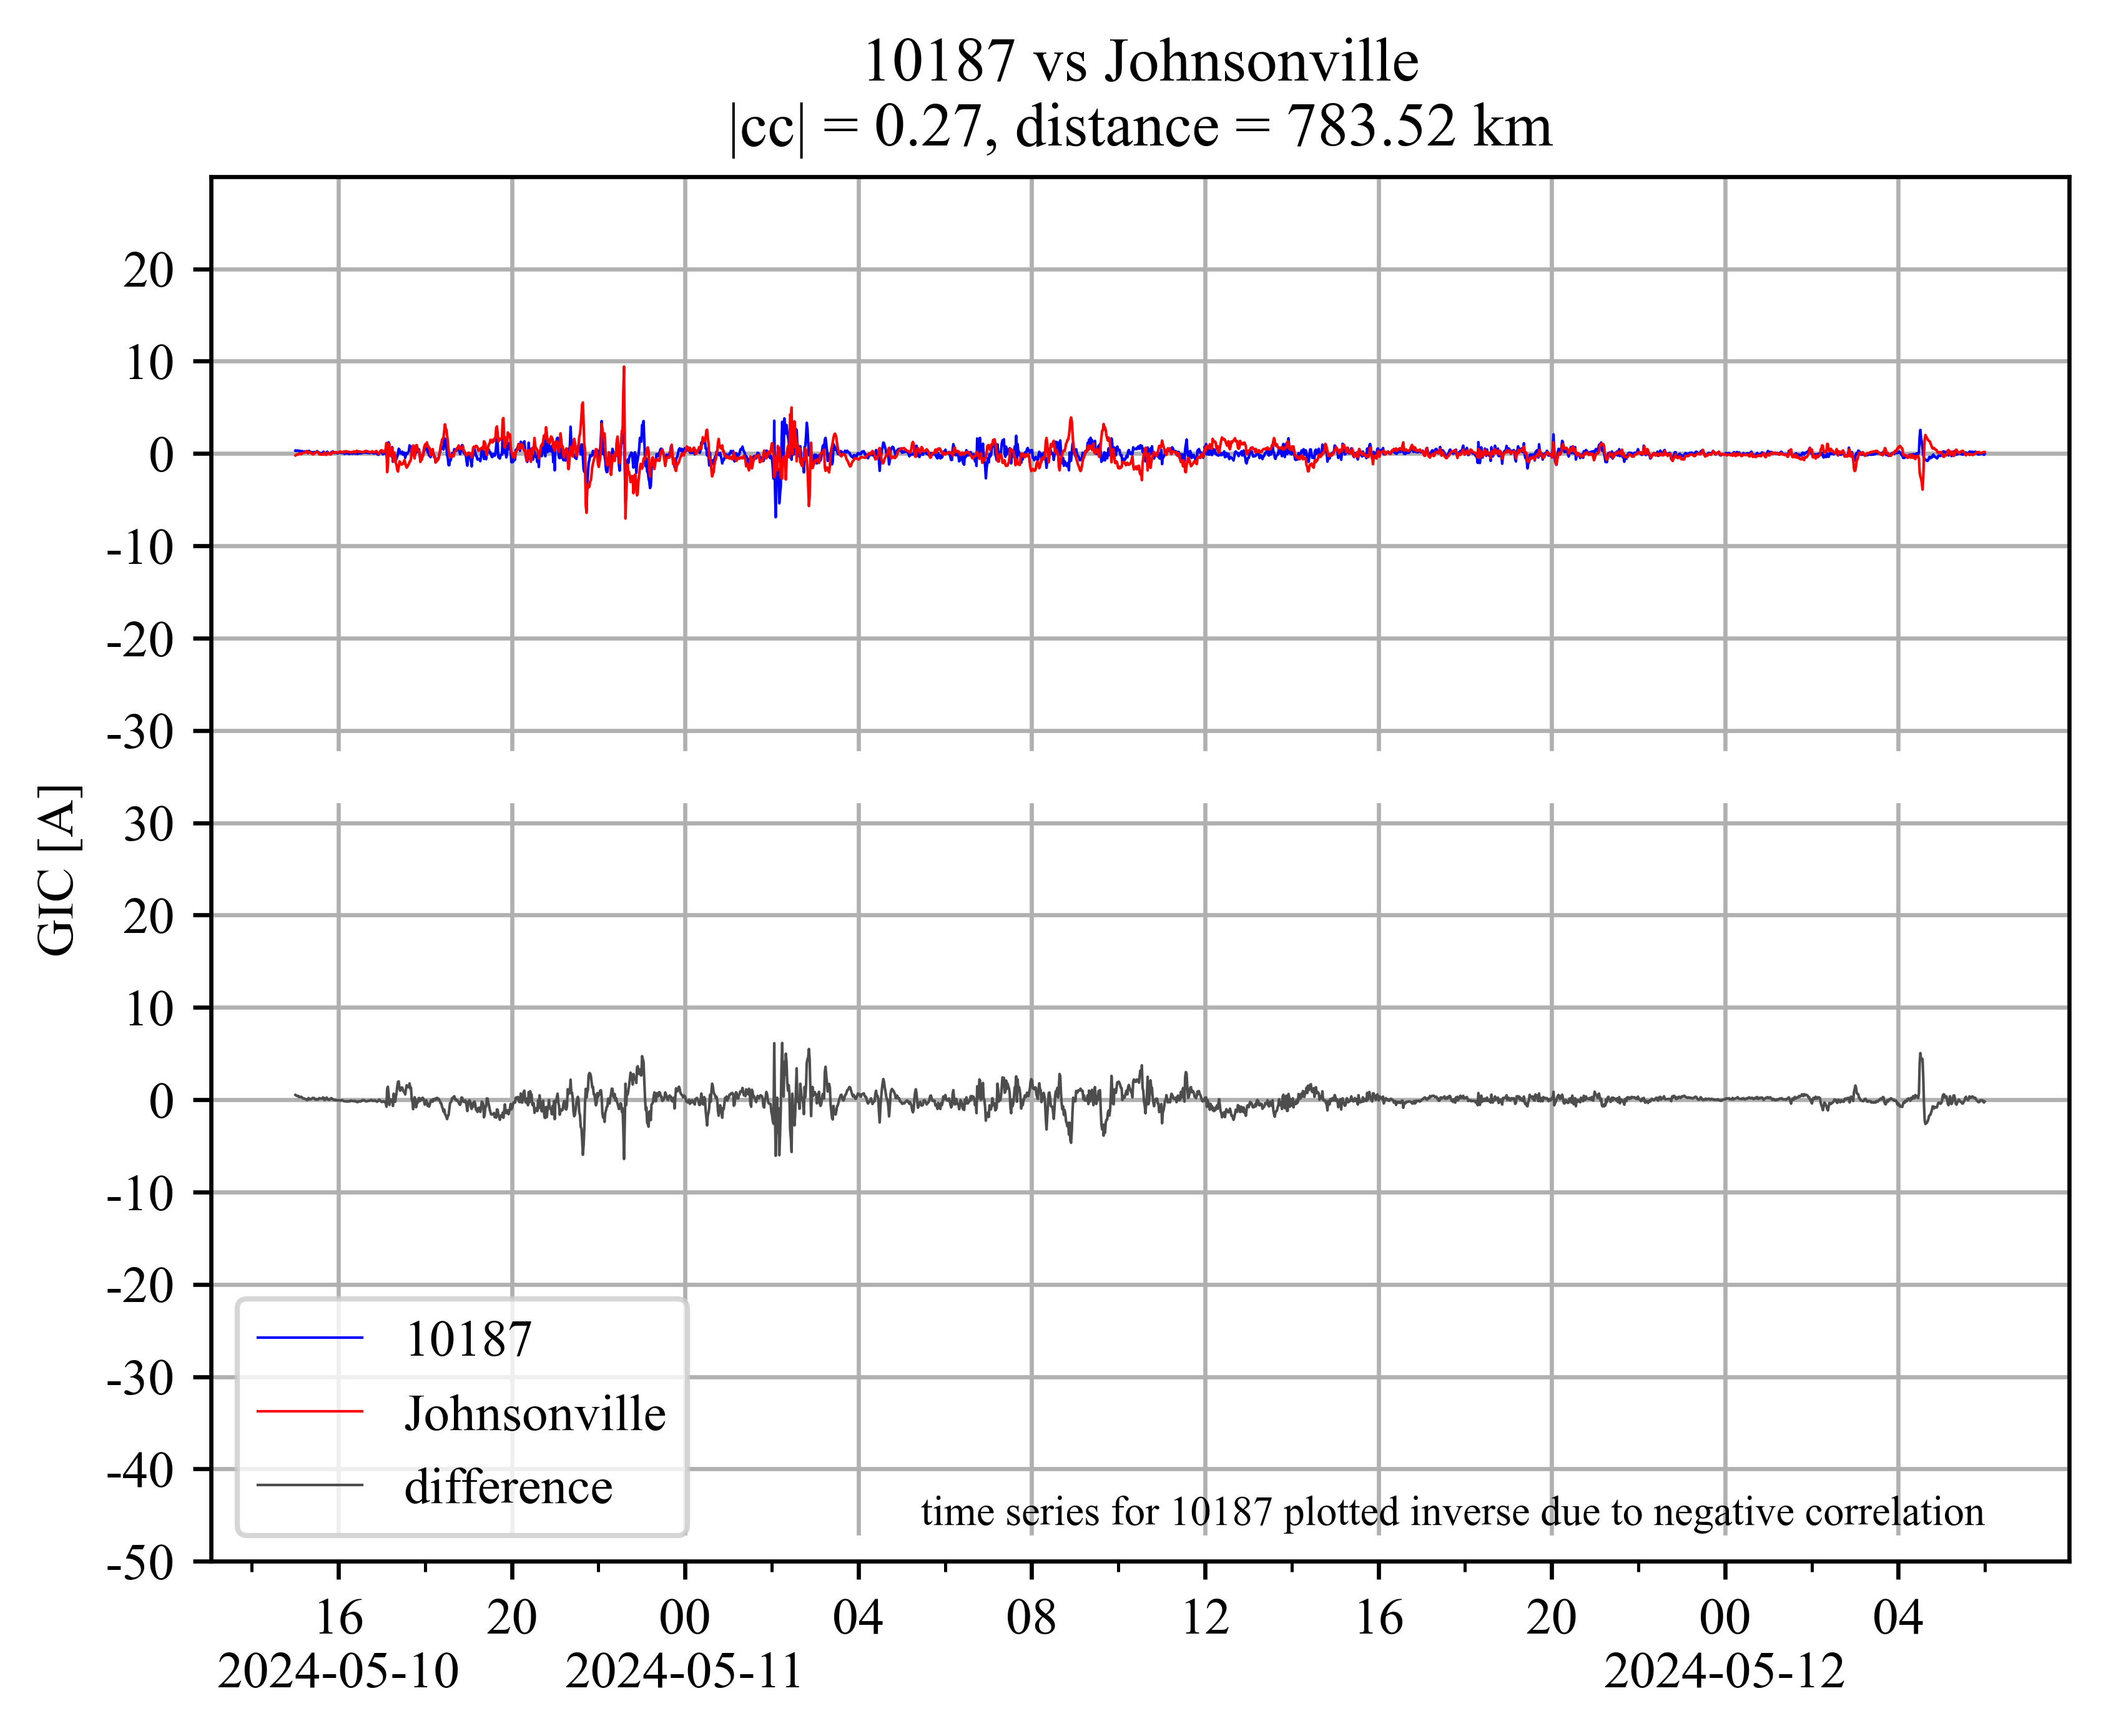 10187 vs Johnsonville
|cc| = 0.27, distance = 783.52 km
GIC [A]
20
10
0
-10
-20
-30
30
20
10
0
-10
-20
-30
-40
-50
10187
Johnsonville
difference
time series for 10187 plotted inverse due to negative correlation
16 20 00 04 08 12 16 20 00 04
2024-05-10 2024-05-11 2024-05-12